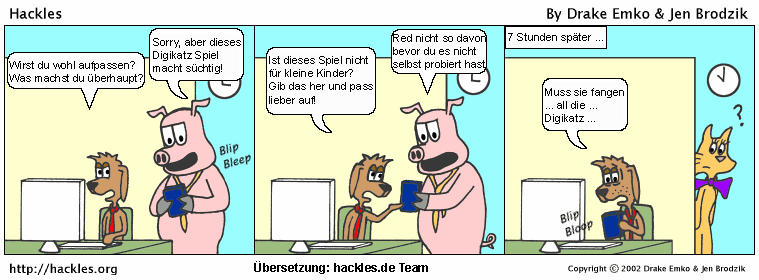 Hackles
By Drake Emko & Jen Brodzik
Wirst du wohl aufpassen?
Was machst du überhaupt?
Sorry, aber dieses
Digikatz Spiel
macht süchtig!
Blip
Bleep
Ist dieses Spiel nicht
für kleine Kinder?
Gib das her und pass
lieber auf!
Red nicht so davon
bevor du es nicht
selbst probiert hast.
7 Stunden später ...
Muss sie fangen
... all die ...
Digikatz ...
?
Blip
Bloop
http://hackles.org
Übersetzung: hackles.de Team
Copyright © 2002 Drake Emko & Jen Brodzik